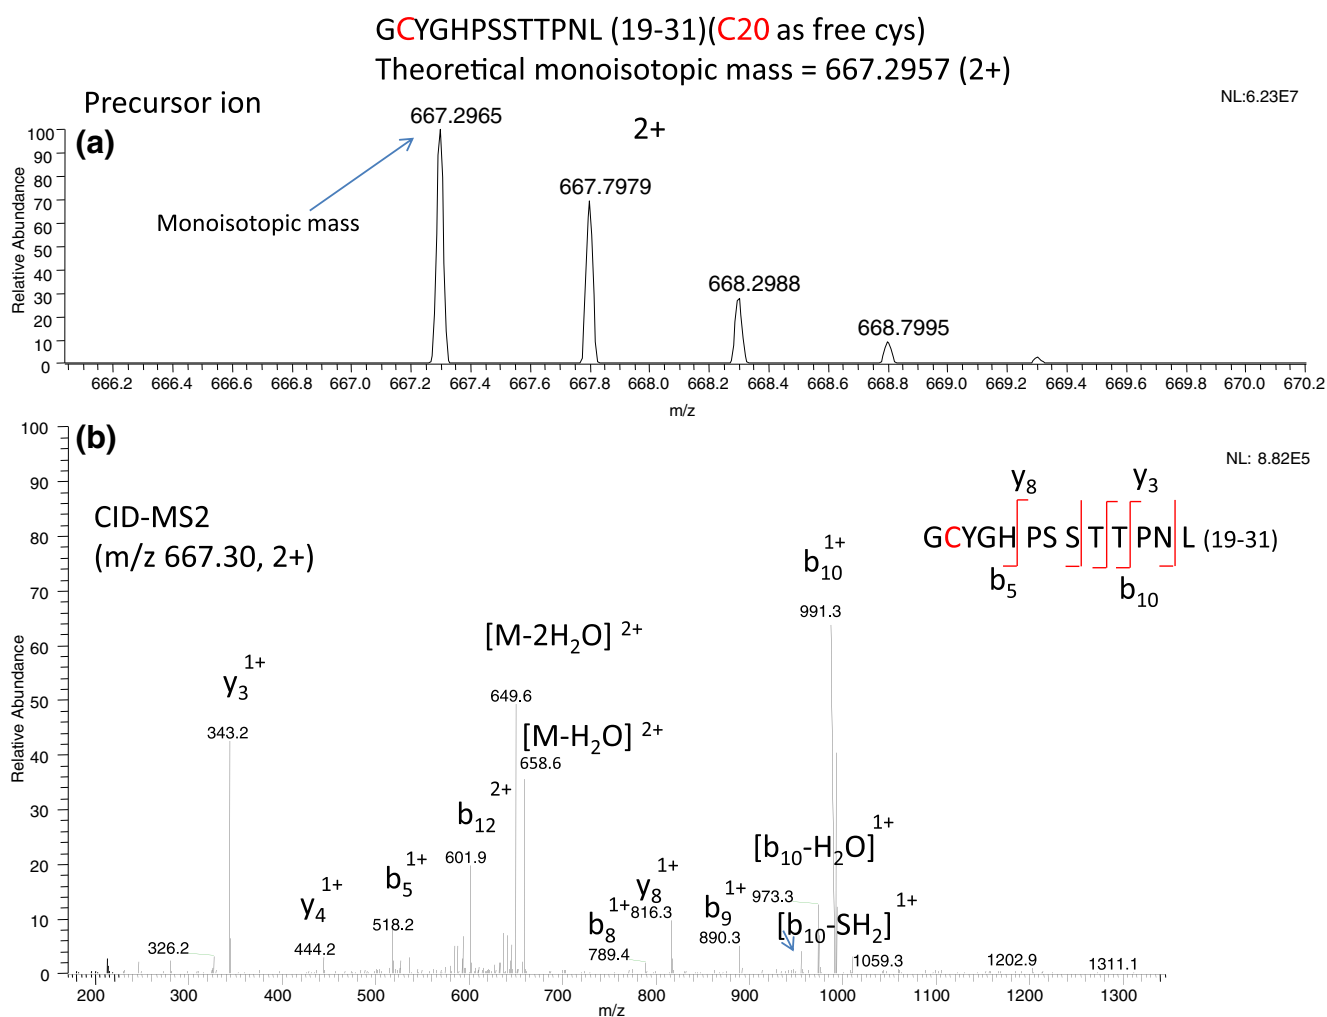 GCYGHPSSTTPNL (19-31)(C20 as free cys)
Theoretical monoisotopic mass = 667.2957 (2+)
Precursor ion
NL:6.23E7
(a)
2+
667.2965
667.7979
668.2988
668.7995
Monoisotopic mass
Relative Abundance
100
90
80
70
60
50
40
30
20
10
0
666.2 666.4 666.6 666.8 667.0 667.2 667.4 667.6 667.8 668.0 668.2 668.4 668.6 668.8 669.0 669.2 669.4 669.6 669.8 670.0 670.2
m/z
(b)
NL: 8.82E5
CID-MS2
(m/z 667.30, 2+)
y8 y3
GCYGHPSSTTPNL (19-31)
b5 b10
Relative Abundance
100
90
80
70
60
50
40
30
20
10
0
326.2
y3 1+
343.2
y4 1+
444.2
b5 1+
518.2
b12 2+
601.9
[M-2H2O] 2+
649.6
[M-H2O] 2+
658.6
b8 1+
789.4
y8 1+
816.3
b9 1+
890.3
[b10-H2O] 1+
973.3
[b10-SH2] 1+
b10 1+
991.3
1059.3
1202.9
1311.1
200 300 400 500 600 700 800 900 1000 1100 1200 1300
m/z